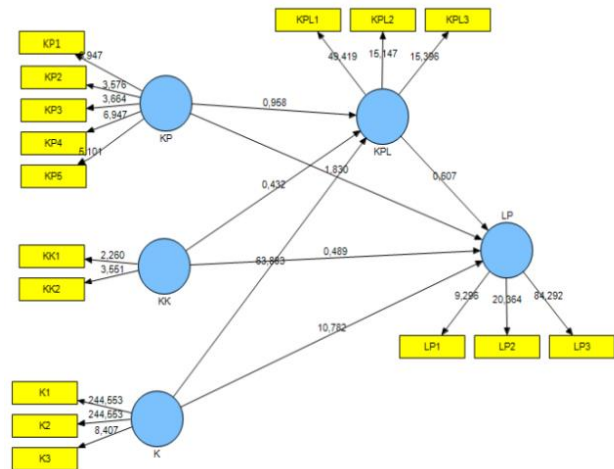 KPL1
KPL2
KPL3
KP1
49,419
15,147
15,396
KP2
3,576
KP3
3,664
KP4
6,947
KP5
5,101
KP
0,958
KPL
1,830
0,607
0,432
LP
KK1
2,260
KK2
3,551
KK
0,489
9,296
20,364
84,292
10,782
LP1
LP2
LP3
K1
244,553
K2
244,553
K3
8,407
K